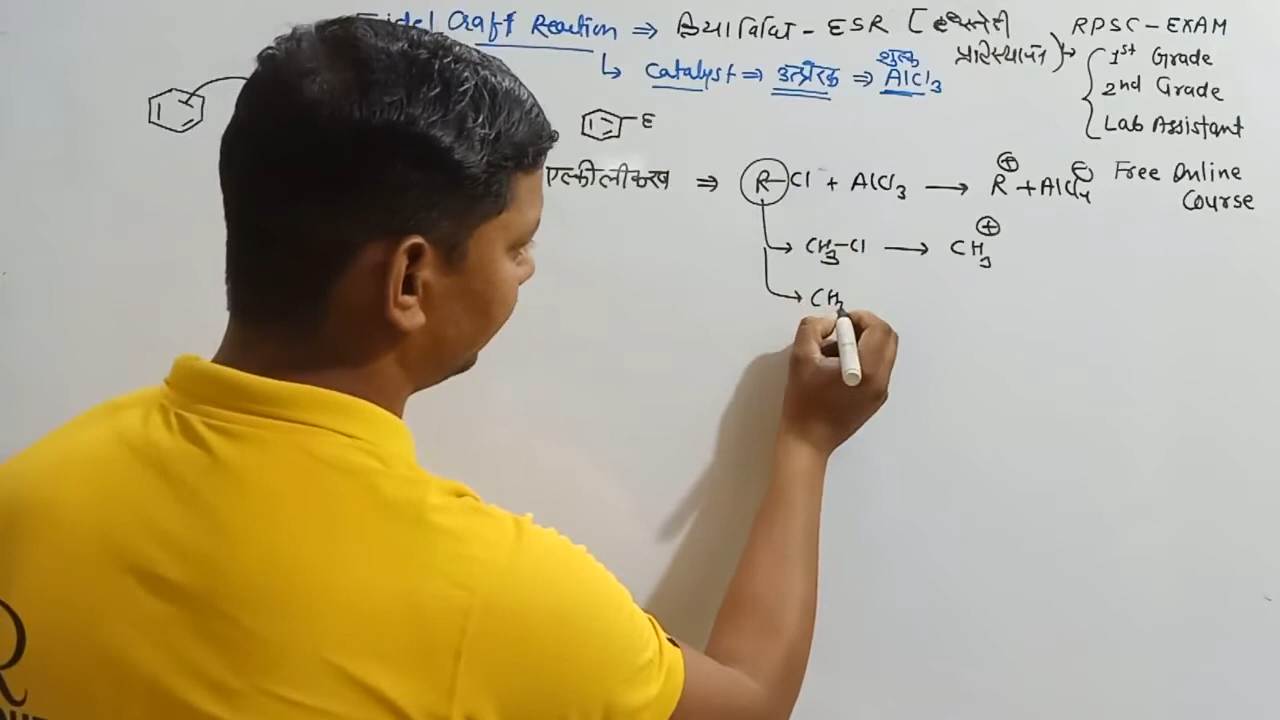 Craft Reaction ⇒ क्रियाविधि - ESR [ इलेक्ट्रॉनस्नेही प्रतिस्थापन )
RPSC - EXAM
1st Grade
2nd Grade
Lab Assistant
↳ Catalyst ⇒ उत्प्रेरक ⇒ शुष्क AlCl3
E
एल्कीलीकरण ⇒ R-Cl + AlCl3 → R⊕ + AlCl4⊖
Free Online
Course
CH3-Cl → CH3⊕
CH3
R